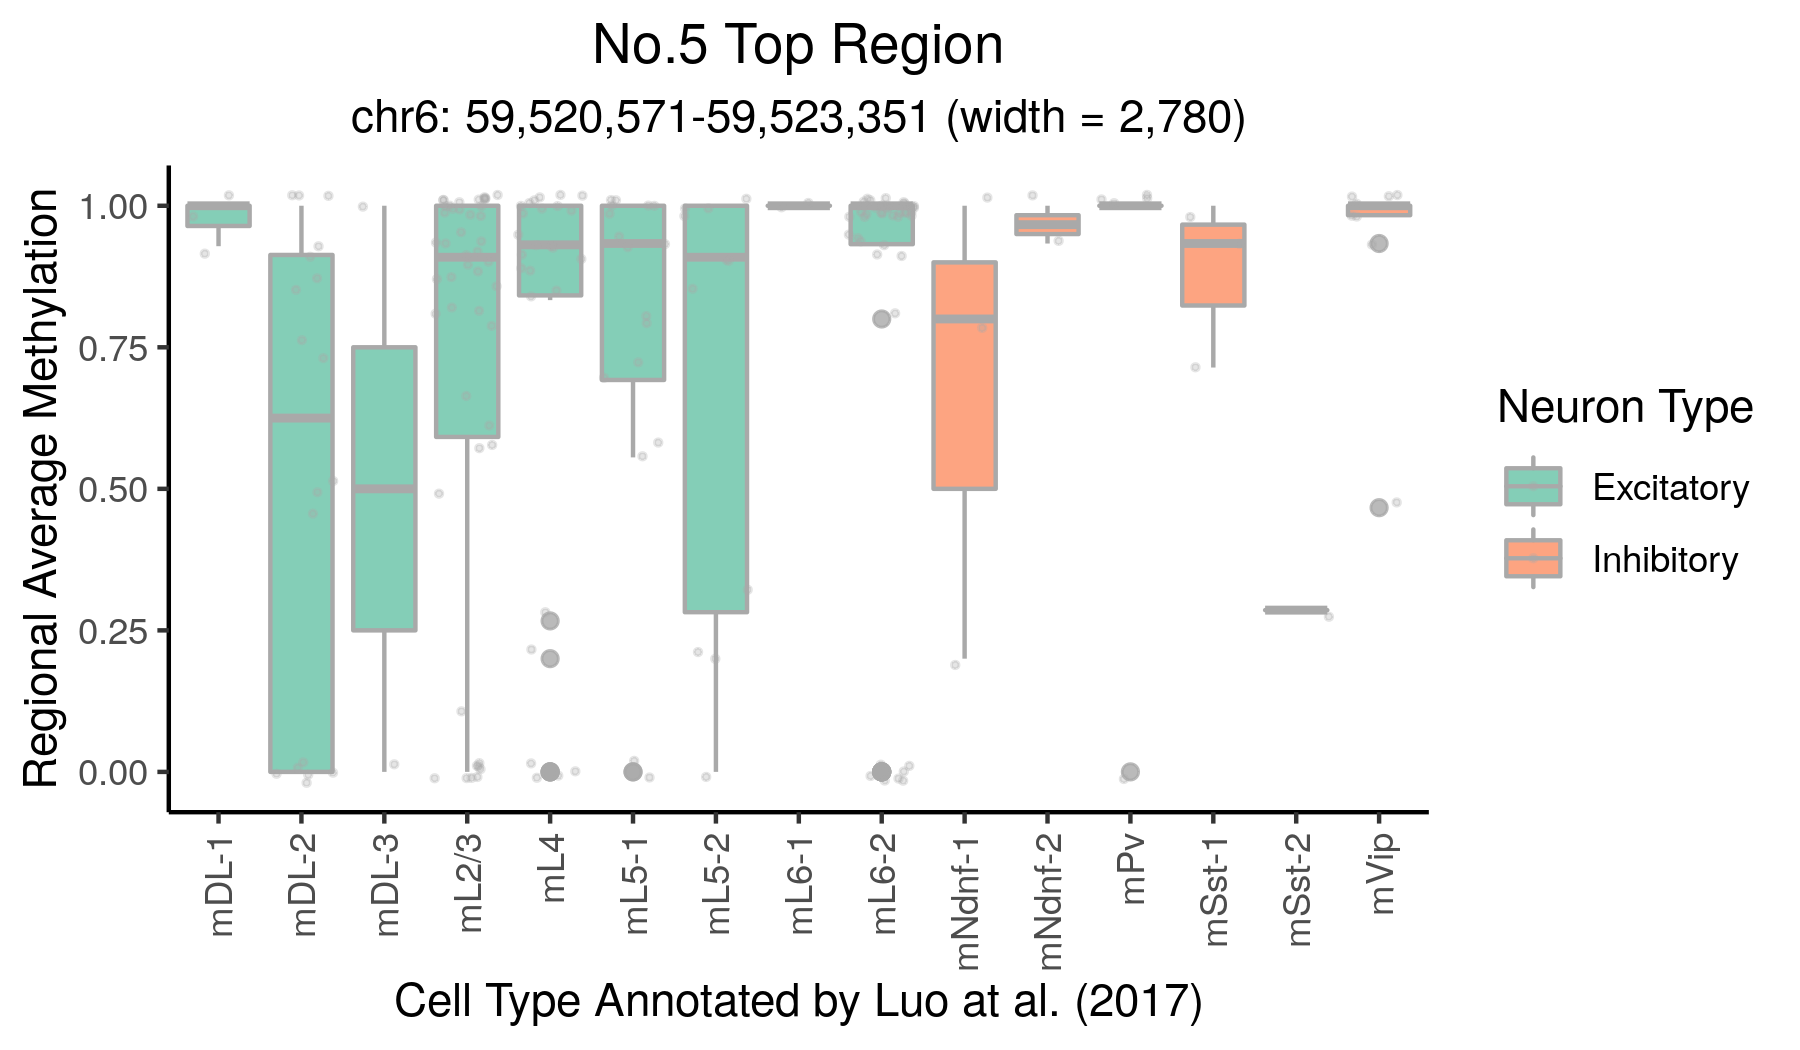 No.5 Top Region
chr6: 59,520,571-59,523,351 (width = 2,780)
Regional Average Methylation
1.00
0.75
0.50
0.25
0.00
mDL-1
mDL-2
mDL-3
mL2/3
mL4
mL5-1
mL5-2
mL6-1
mL6-2
mNdnf-1
mNdnf-2
mPv
mSst-1
mSst-2
mVip
Cell Type Annotated by Luo at al. (2017)
Neuron Type
Excitatory
Inhibitory